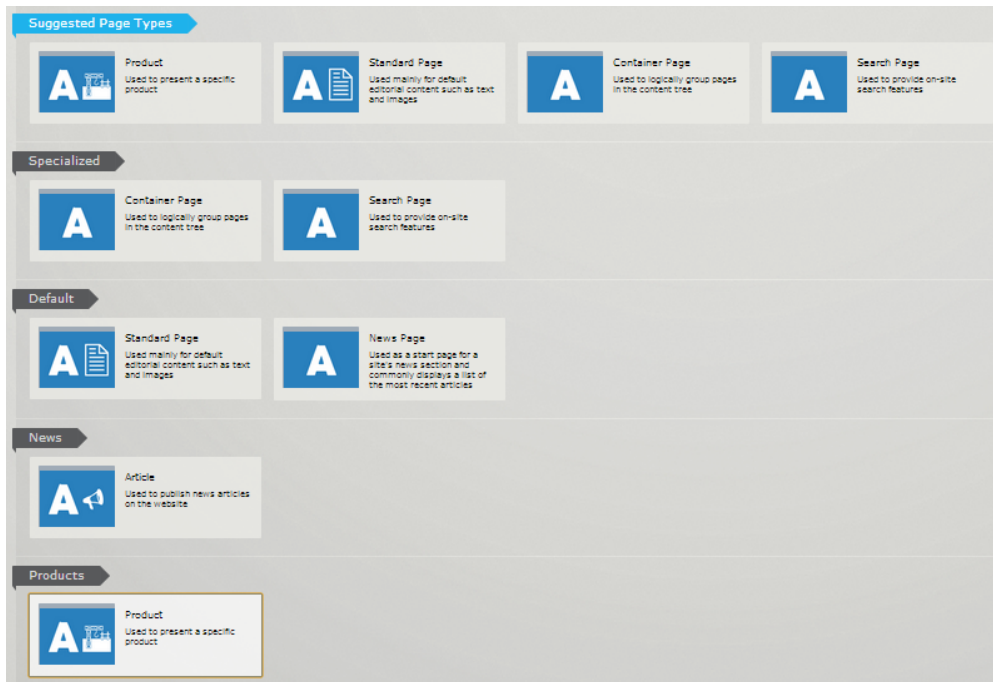 Suggested Page Types
Product
Used to present a specific
product
Standard Page
Used mainly for default
editorial content such as text
and images
Container Page
Used to logically group pages
in the content tree
Search Page
Used to provide on-site
search features
Specialized
Container Page
Used to logically group pages
in the content tree
Search Page
Used to provide on-site
search features
Default
Standard Page
Used mainly for default
editorial content such as text
and images
News Page
Used as a start page for a
site's news section and
commonly displays a list of
the most recent articles
News
Article
Used to publish news articles
on the website
Products
Product
Used to present a specific
product